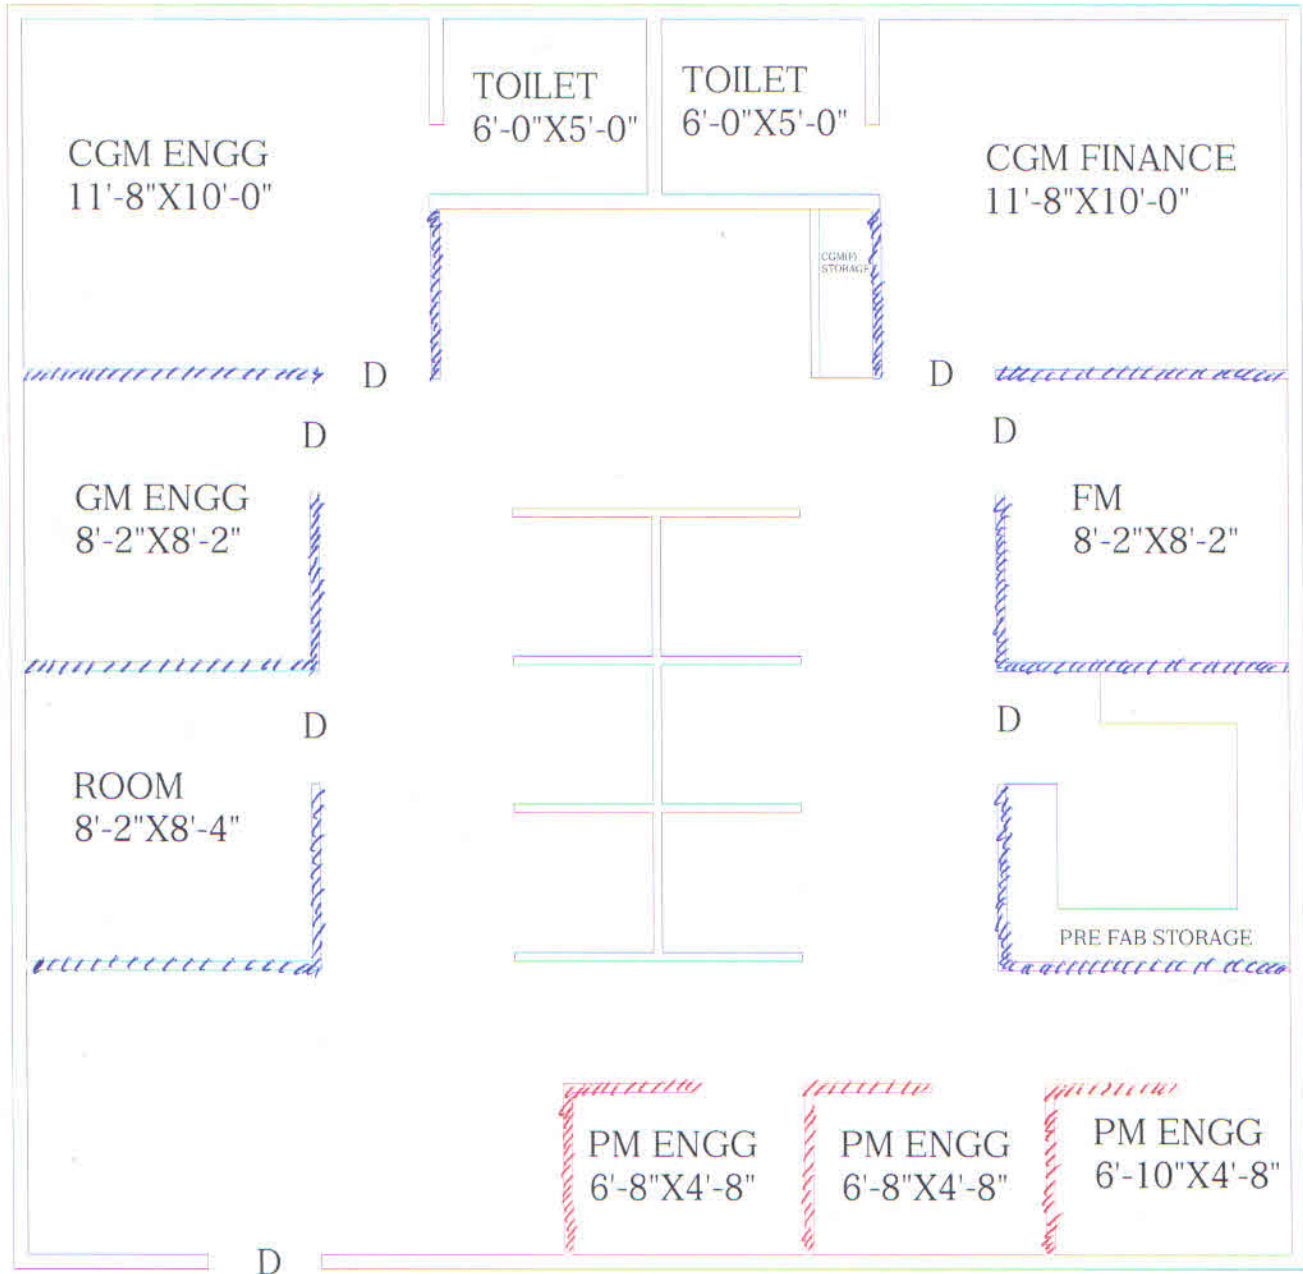 TOILET
6'-0"X5'-0"
TOILET
6'-0"X5'-0"
CGM ENGG
11'-8"X10'-0"
CGM FINANCE
11'-8"X10'-0"
CGM(F)
STORAGE
D
D
D
D
GM ENGG
8'-2"X8'-2"
FM
8'-2"X8'-2"
D
D
ROOM
8'-2"X8'-4"
PRE FAB STORAGE
PM ENGG
6'-8"X4'-8"
PM ENGG
6'-8"X4'-8"
PM ENGG
6'-10"X4'-8"
D